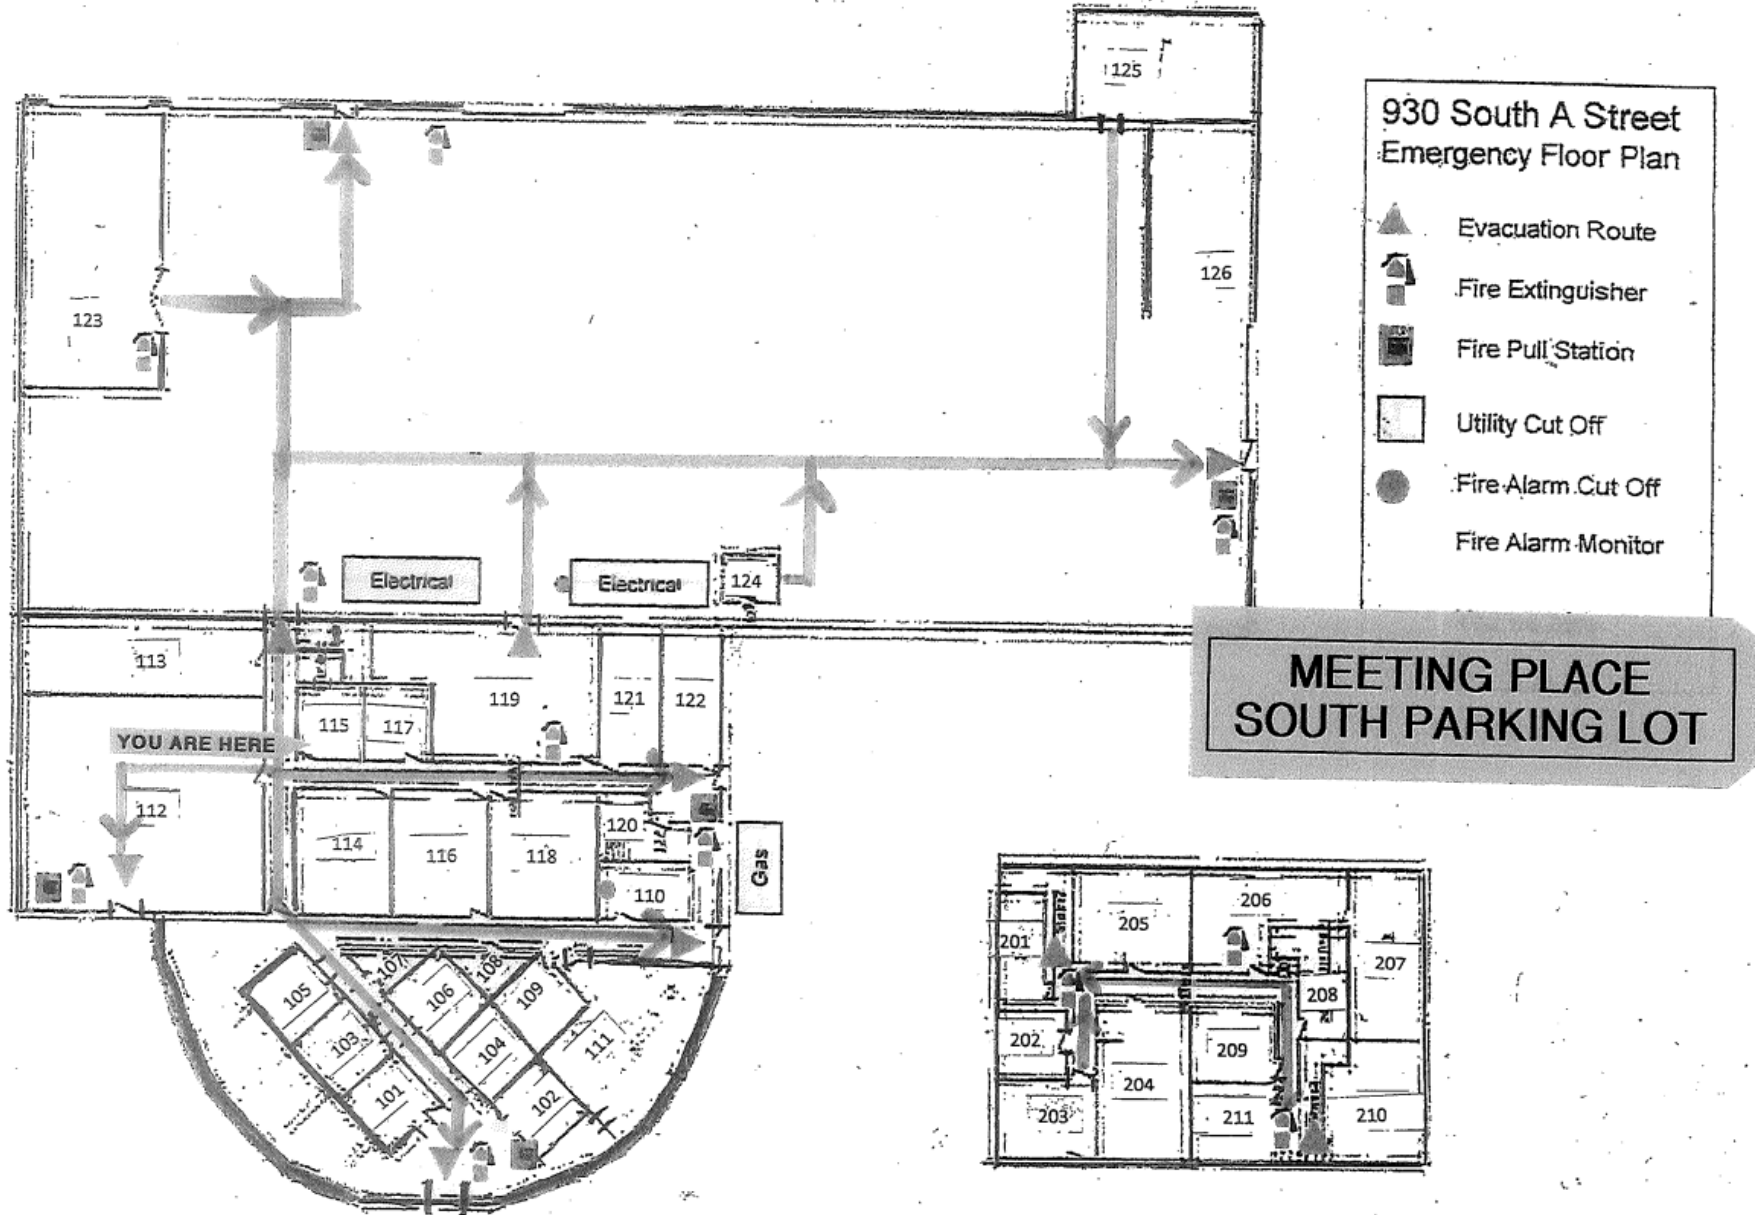 125
930 South A Street
Emergency Floor Plan
Evacuation Route
Fire Extinguisher
Fire Pull Station
Utility Cut Off
Fire Alarm Cut Off
Fire Alarm Monitor
126
123
Electrical
Electrical
124
MEETING PLACE
SOUTH PARKING LOT
113
119
121
122
115
117
YOU ARE HERE
112
114
116
118
120
110
Gas
105
107
106
108
109
103
104
111
101
102
201
205
206
207
208
202
209
204
203
211
210